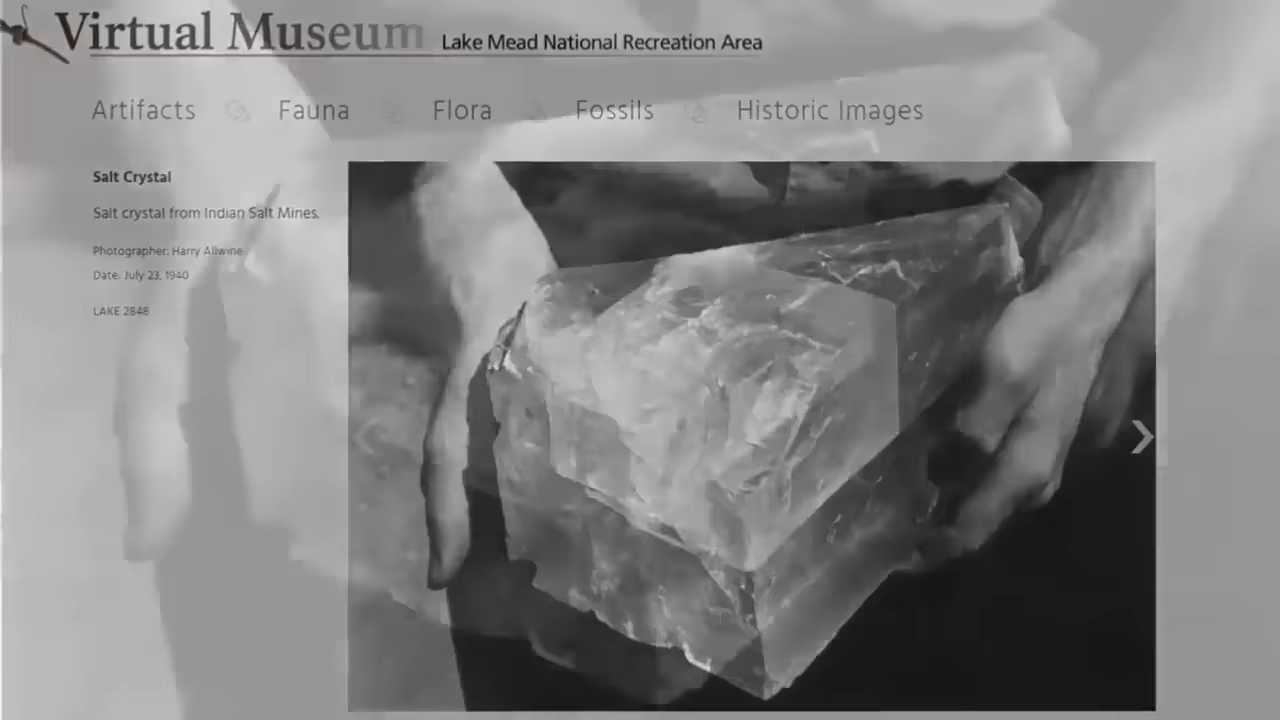 Virtual Museum Lake Mead National Recreation Area
Artifacts Fauna Flora Fossils Historic Images
Salt Crystal
Salt crystal from Indian Salt Mines.
Photographer: Harry Allwine
Date: July 23, 1940
LAKE 2848